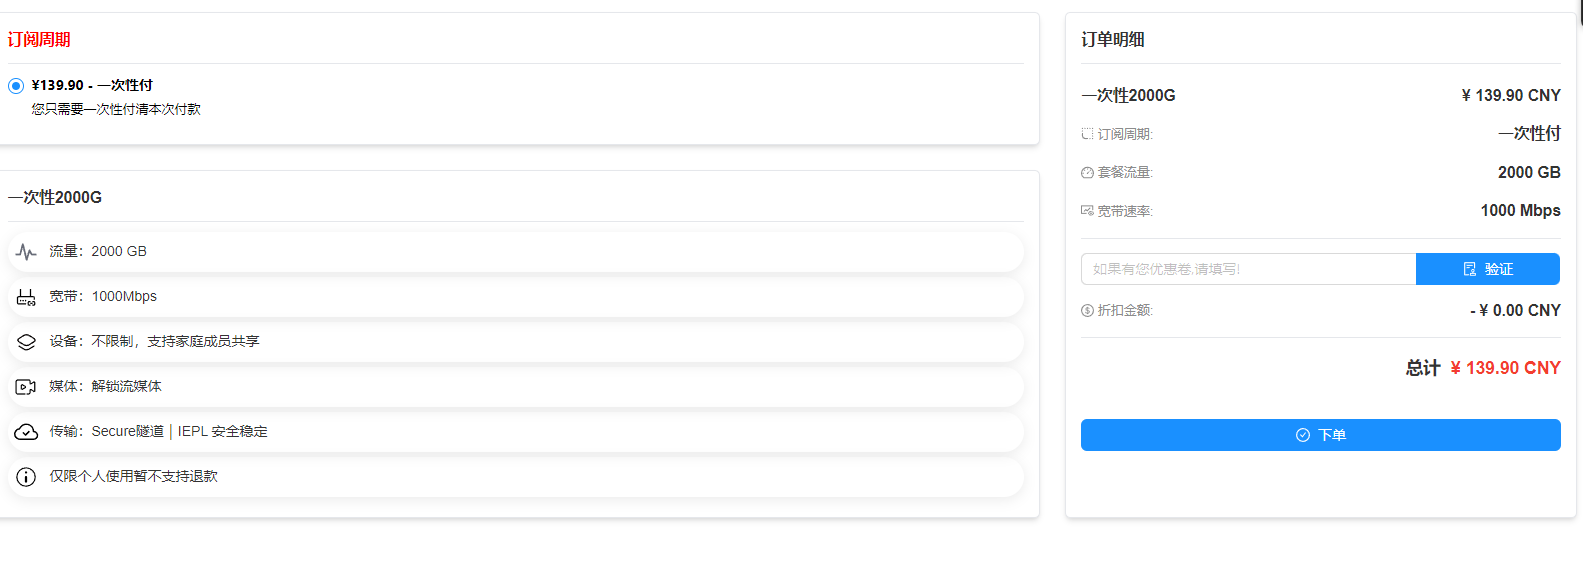 订阅周期
¥139.90 - 一次性付
您只需要一次性付清本次付款
一次性2000G
流量：2000 GB
宽带：1000Mbps
设备：不限制，支持家庭成员共享
媒体：解锁流媒体
传输：Secure隧道 | IEPL 安全稳定
仅限个人使用暂不支持退款
订单明细
一次性2000G ¥ 139.90 CNY
订阅周期: 一次性付
套餐流量: 2000 GB
宽带速率: 1000 Mbps
如果有您优惠卷,请填写! 验证
折扣金额: - ¥ 0.00 CNY
总计 ¥ 139.90 CNY
下单